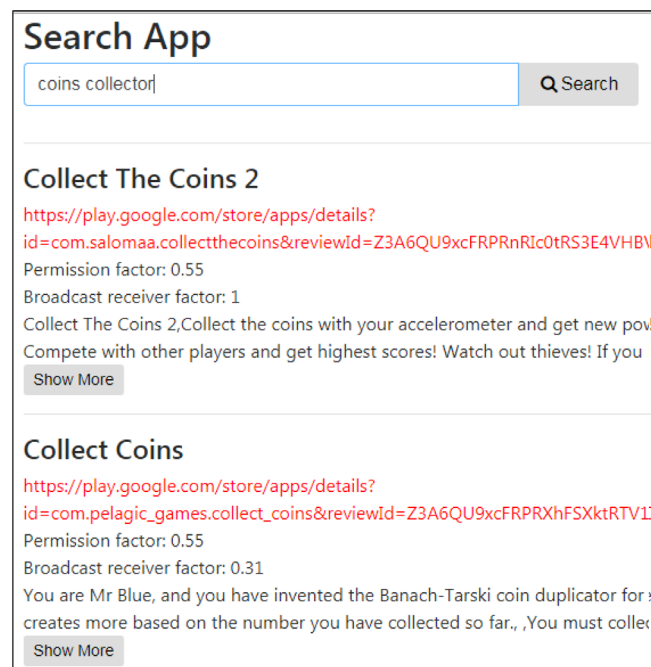 Search App
coins collector
Search
Collect The Coins 2
https://play.google.com/store/apps/details?
id=com.salomaa.collectthecoins&reviewId=Z3A6QU9xcFRPRnRIc0tRS3E4VHB
Permission factor: 0.55
Broadcast receiver factor: 1
Collect The Coins 2,Collect the coins with your accelerometer and get new
Compete with other players and get highest scores! Watch out thieves! If you
Show More
Collect Coins
https://play.google.com/store/apps/details?
id=com.pelagic_games.collect_coins&reviewId=Z3A6QU9xcFRPRXhFSXktRTV1
Permission factor: 0.55
Broadcast receiver factor: 0.31
You are Mr Blue, and you have invented the Banach-Tarski coin duplicator for
creates more based on the number you have collected so far., ,You must collec
Show More